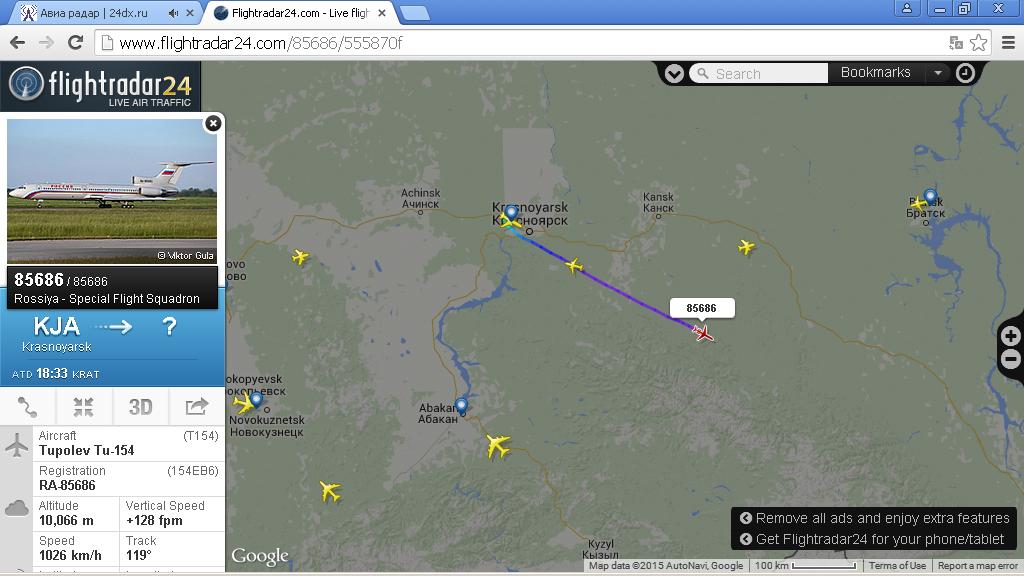 Авиа радар | 24dx.ru
Flightradar24.com - Live fligh
www.flightradar24.com/85686/555870f
flightradar24
LIVE AIR TRAFFIC
Search
Bookmarks
РОССИЯ
© Viktor Gula
85686 / 85686
Rossiya - Special Flight Squadron
KJA ?
Krasnoyarsk
ATD 18:33 KRAT
3D
Aircraft (T154)
Tupolev Tu-154
Registration (154EB6)
RA-85686
Altitude Vertical Speed
10,066 m +128 fpm
Speed Track
1026 km/h 119°
Achinsk
Ачинск
Krasnoyarsk
Красноярск
Kansk
Канск
Братск
ovo
ово
85686
okopyevsk
Novokuznetsk
Новокузнецк
Abakan
Абакан
Kyzyl
Кызыл
Google
Remove all ads and enjoy extra features
Get Flightradar24 for your phone/tablet
Map data ©2015 AutoNavi, Google 100 km Terms of Use Report a map error